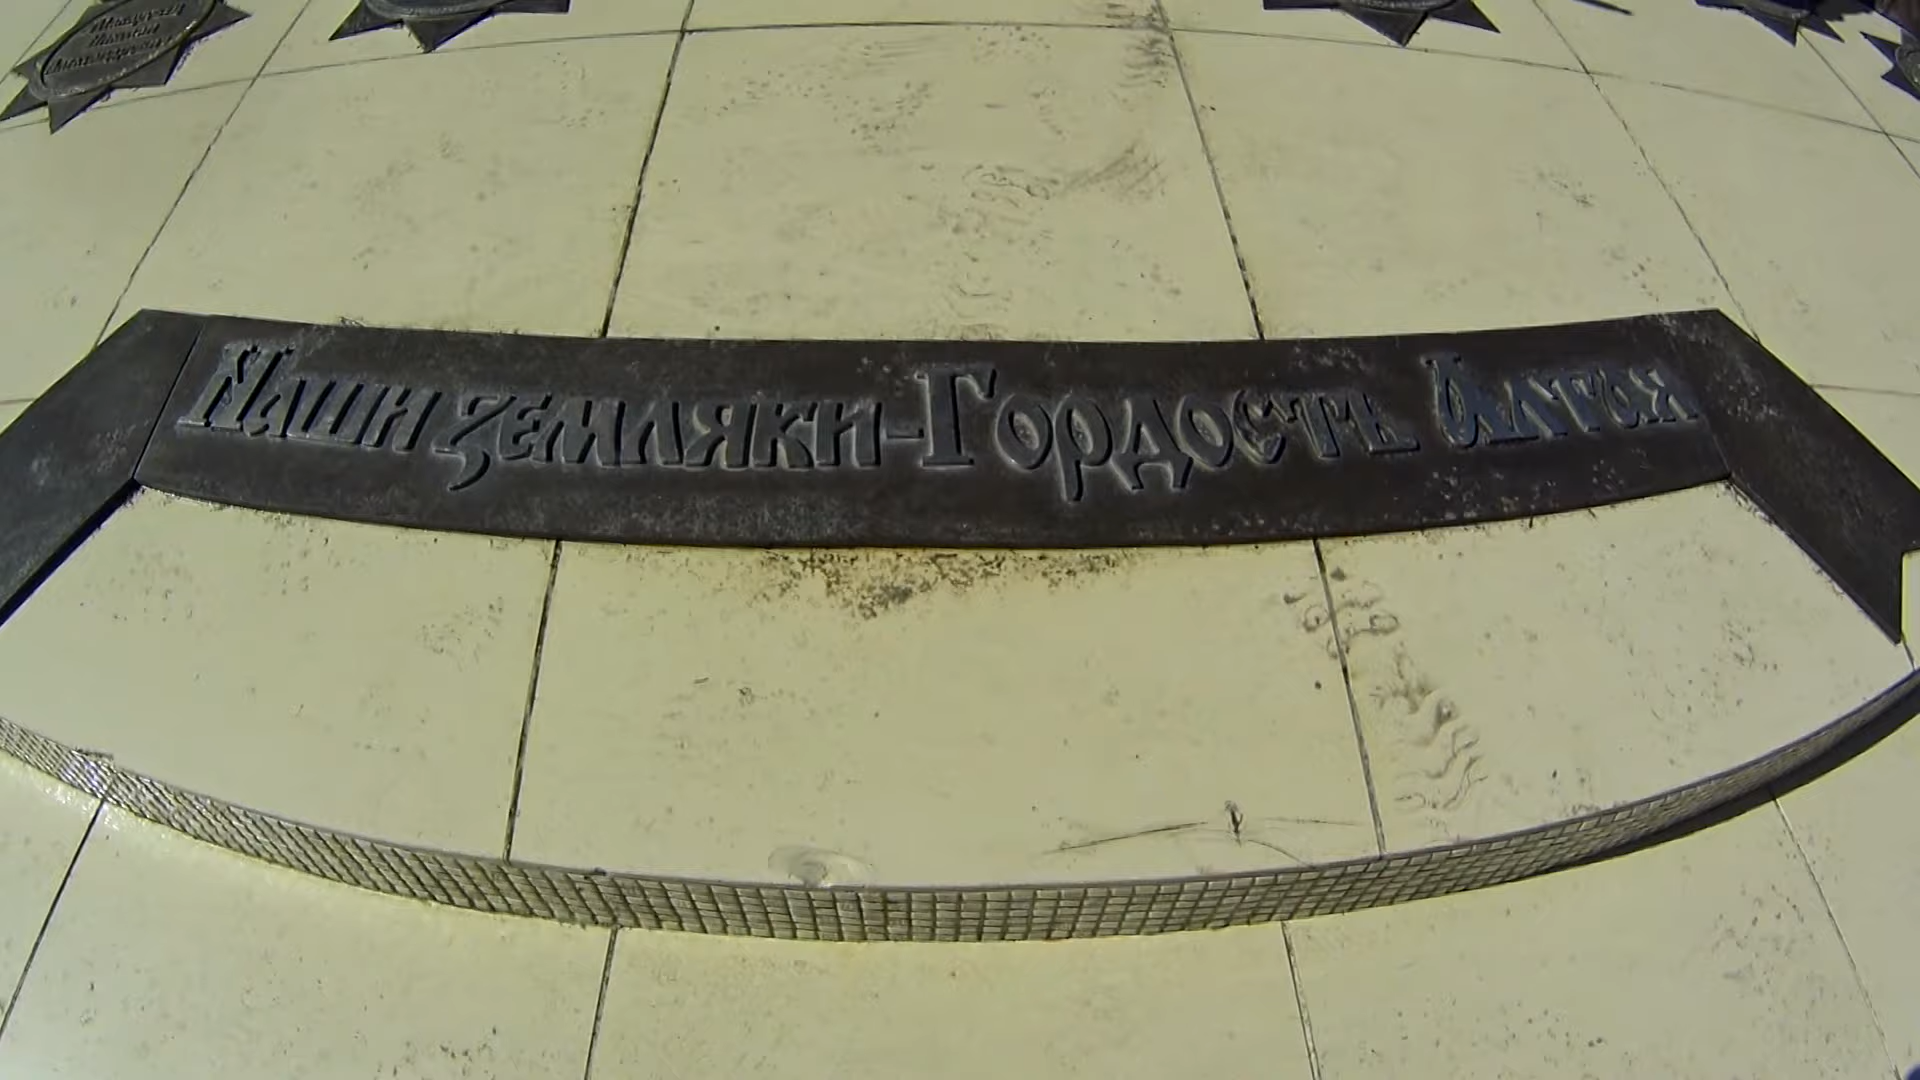 Наши земляки-Гордость Алтая